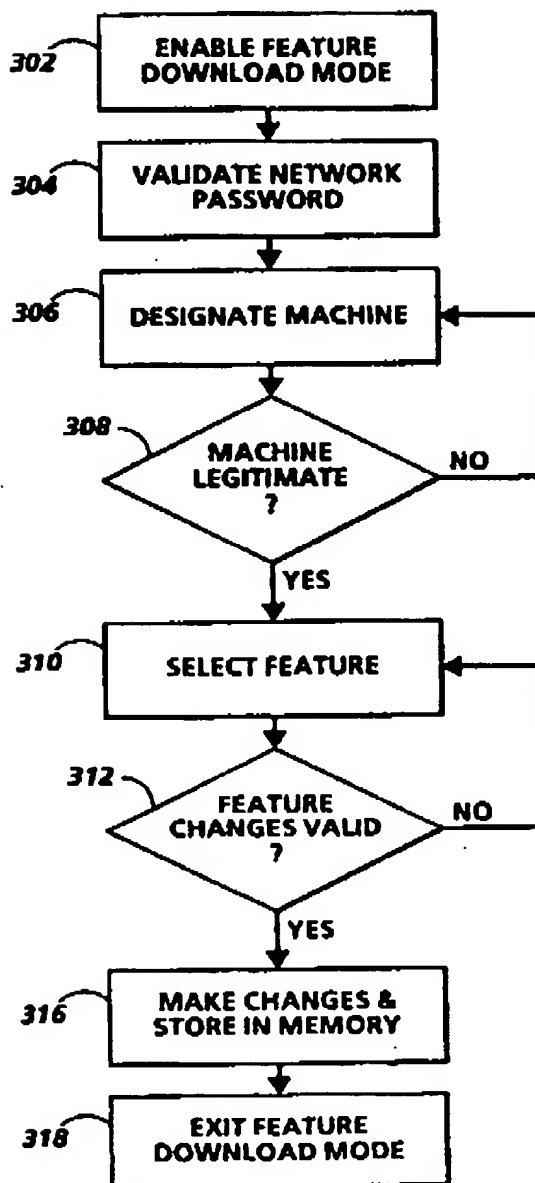 302
ENABLE FEATURE
DOWNLOAD MODE
304
VALIDATE NETWORK
PASSWORD
306
DESIGNATE MACHINE
308
MACHINE
LEGITIMATE
?
NO
YES
310
SELECT FEATURE
312
FEATURE
CHANGES VALID
?
NO
YES
316
MAKE CHANGES &
STORE IN MEMORY
318
EXIT FEATURE
DOWNLOAD MODE